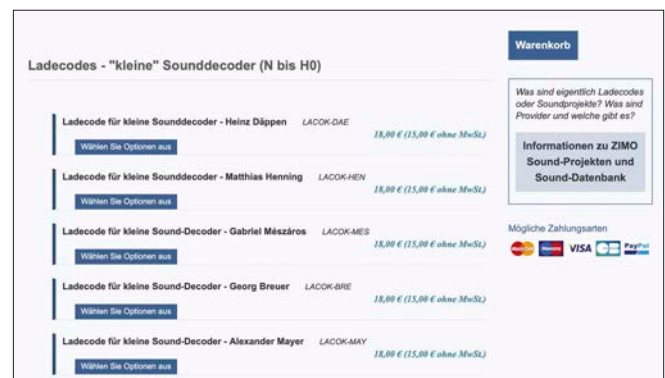 Ladecodes - "kleine" Sounddecoder (N bis H0)
Ladecode für kleine Sounddecoder - Heinz Däppen LACOK-DAE
18,00 € (15,00 € ohne MwSt.)
Wählen Sie Optionen aus
Ladecode für kleine Sounddecoder - Matthias Henning LACOK-HEN
18,00 € (15,00 € ohne MwSt.)
Wählen Sie Optionen aus
Ladecode für kleine Sound-Decoder - Gabriel Mészáros LACOK-MES
18,00 € (15,00 € ohne MwSt.)
Wählen Sie Optionen aus
Ladecode für kleine Sound-Decoder - Georg Breuer LACOK-BRE
18,00 € (15,00 € ohne MwSt.)
Wählen Sie Optionen aus
Ladecode für kleine Sound-Decoder - Alexander Mayer LACOK-MAY
18,00 € (15,00 € ohne MwSt.)
Wählen Sie Optionen aus
Warenkorb
Was sind eigentlich Ladecodes
oder Soundprojekte? Was sind
Provider und welche gibt es?
Informationen zu ZIMO
Sound-Projekten und
Sound-Datenbank
Mögliche Zahlungsarten
VISA PayPal